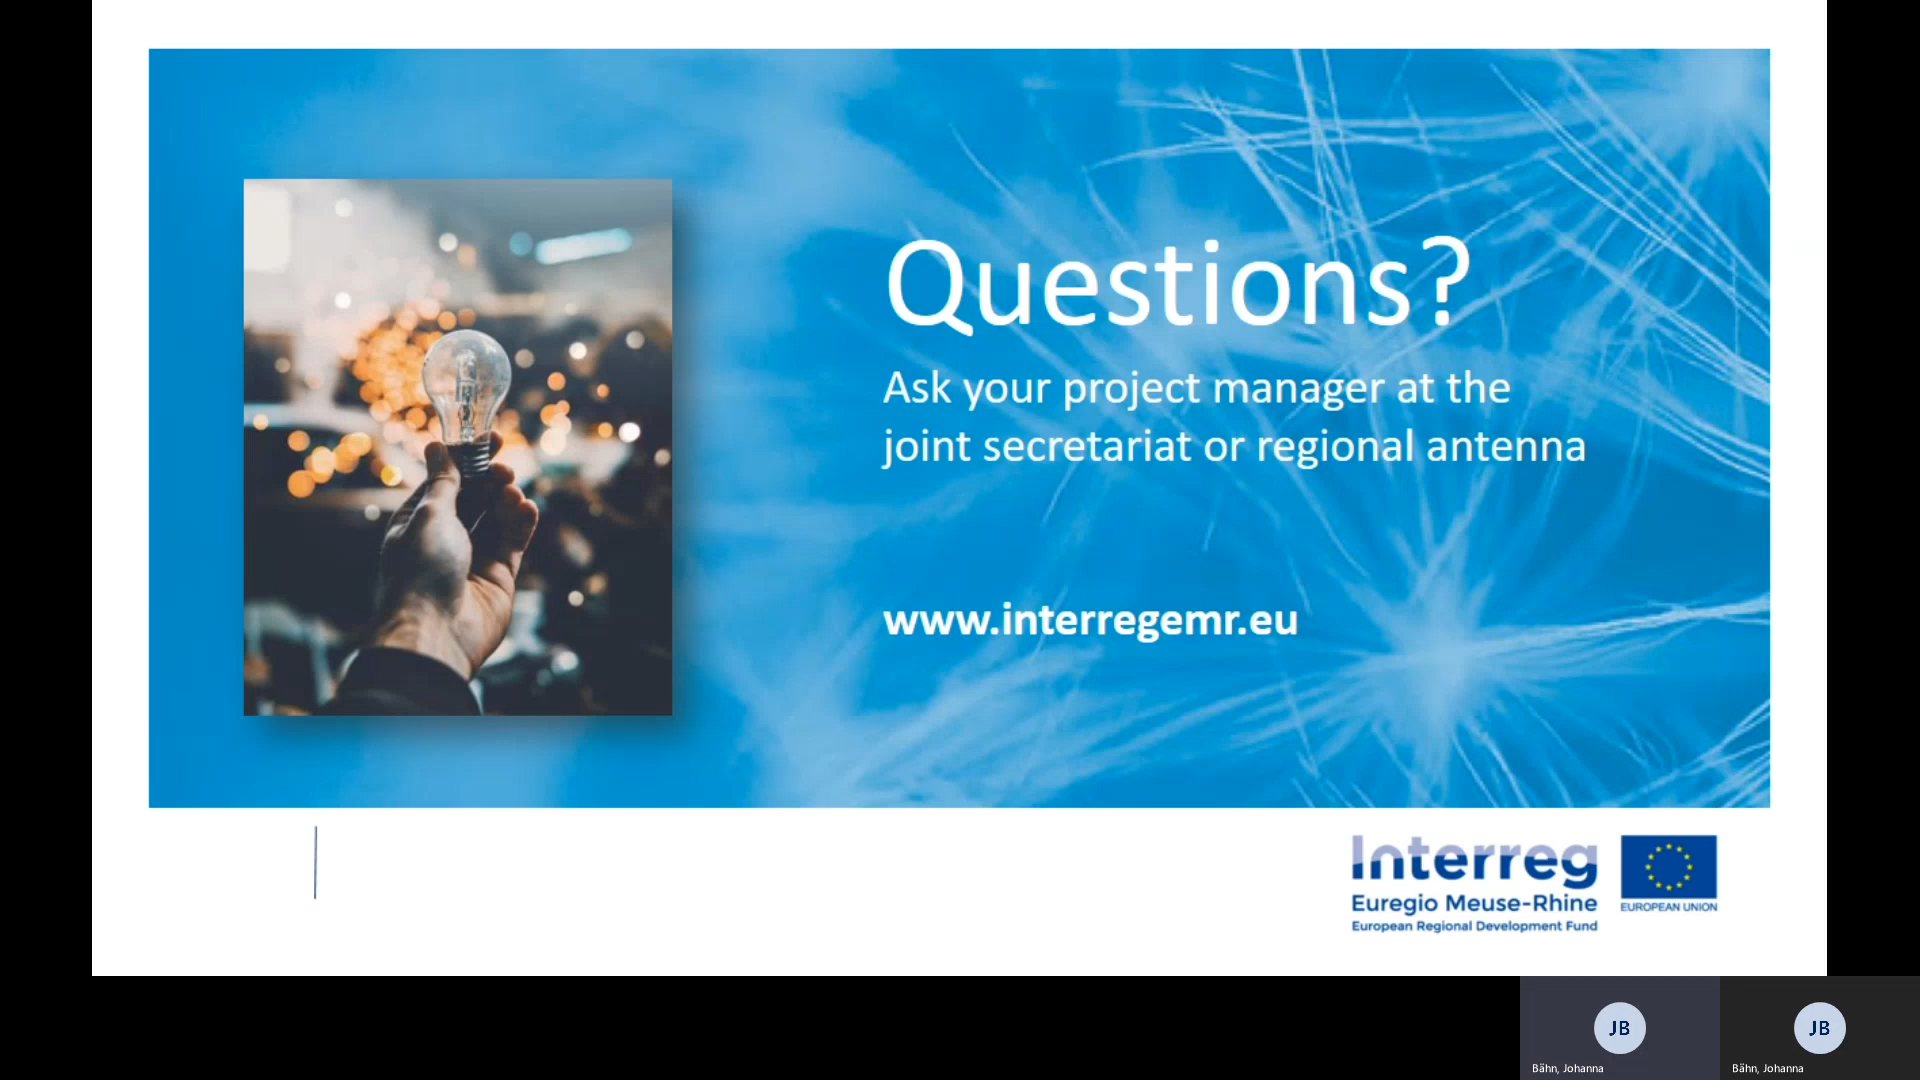 Questions?
Ask your project manager at the
joint secretariat or regional antenna
www.interregemr.eu
Interreg
Euregio Meuse-Rhine
European Regional Development Fund
EUROPEAN UNION
JB
Bähn, Johanna
JB
Bähn, Johanna